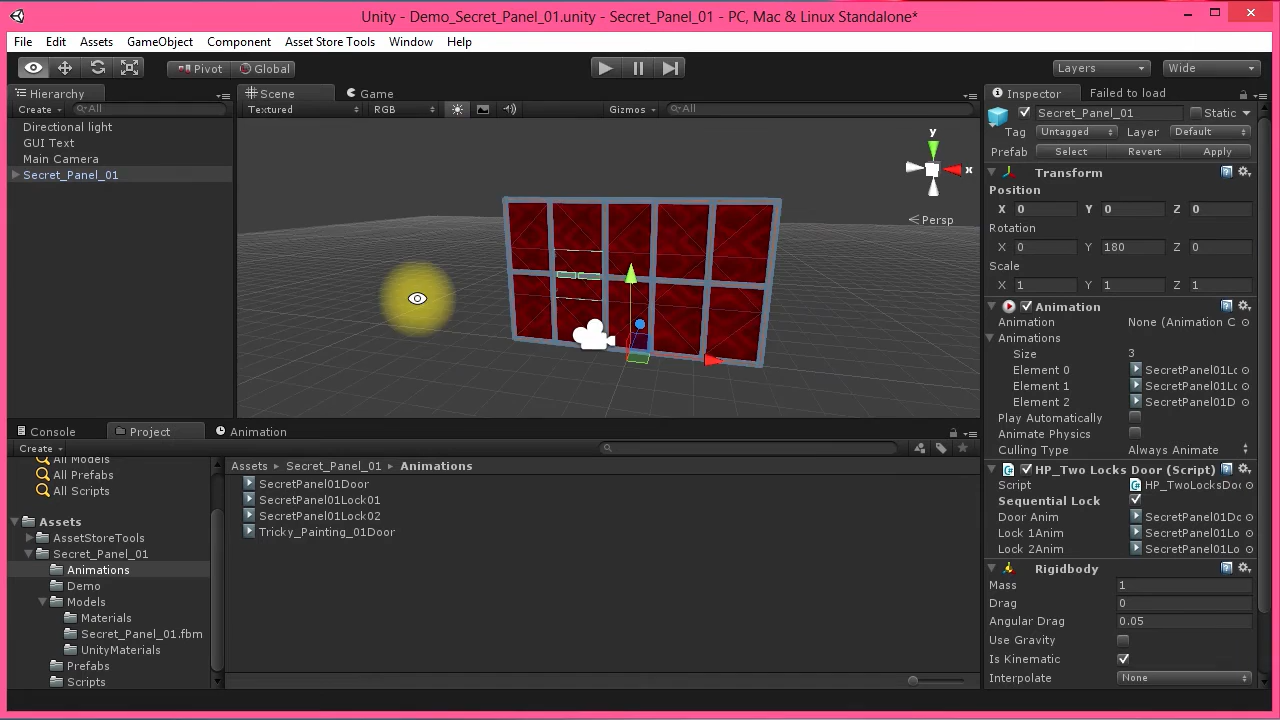 Unity - Demo_Secret_Panel_01.unity - Secret_Panel_01 - PC, Mac & Linux Standalone*
File Edit Assets GameObject Component Asset Store Tools Window Help
Pivot Global Layers Wide
Hierarchy
Create All
Directional light
GUI Text
Main Camera
Secret_Panel_01
Scene Game
Textured RGB Gizmos All
y
x
Persp
Inspector Failed to load
Secret_Panel_01 Static
Tag Untagged Layer Default
Prefab Select Revert Apply
Transform
Position
X 0 Y 0 Z 0
Rotation
X 0 Y 180 Z 0
Scale
X 1 Y 1 Z 1
Animation
Animation None (Animation C
Animations
Size 3
Element 0 SecretPanel01Lc
Element 1 SecretPanel01Lc
Element 2 SecretPanel01D
Play Automatically
Animate Physics
Culling Type Always Animate
HP_Two Locks Door (Script)
Script HP_TwoLocksDoc
Sequential Lock
Door Anim SecretPanel01Dc
Lock 1Anim SecretPanel01Lo
Lock 2Anim SecretPanel01Lo
Rigidbody
Mass 1
Drag 0
Angular Drag 0.05
Use Gravity
Is Kinematic
Interpolate None
Console Project Animation
Create
All Models
All Prefabs
All Scripts
Assets
AssetStoreTools
Secret_Panel_01
Animations
Demo
Models
Materials
Secret_Panel_01.fbm
UnityMaterials
Prefabs
Scripts
Assets Secret_Panel_01 Animations
SecretPanel01Door
SecretPanel01Lock01
SecretPanel01Lock02
Tricky_Painting_01Door